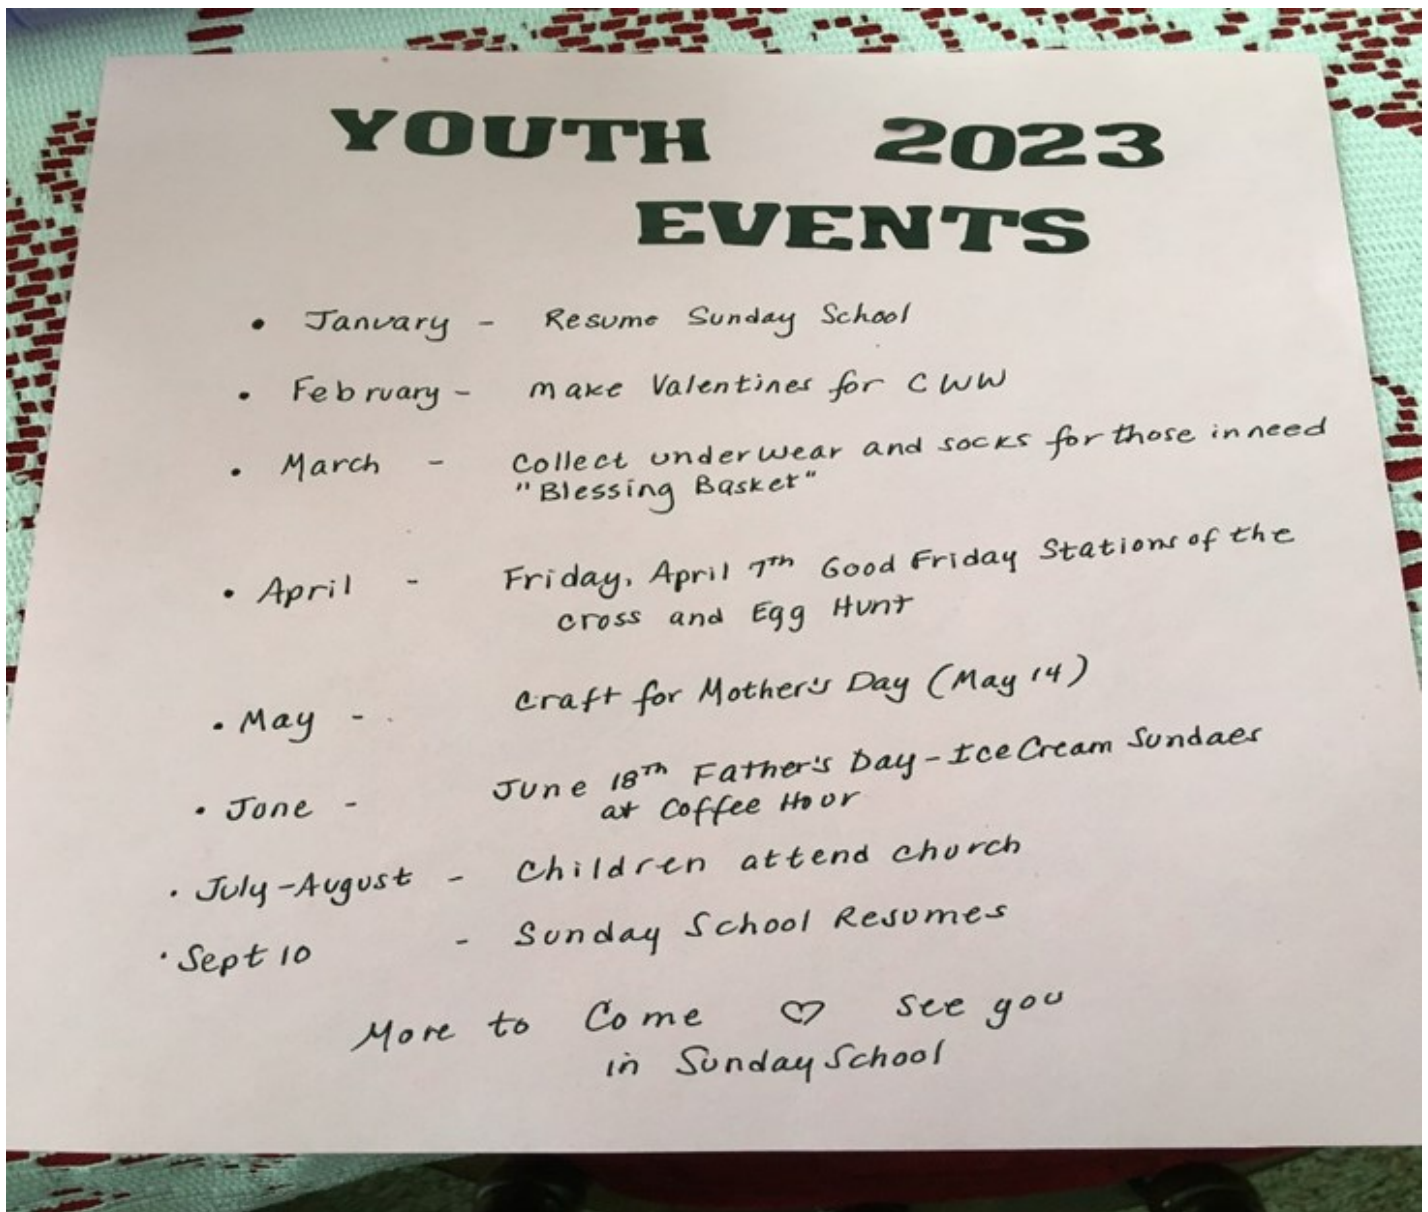 YOUTH 2023
EVENTS
• January - Resume Sunday School
• February - make Valentines for CWW
• March - Collect underwear and socks for those in need
"Blessing Basket"
• April - Friday, April 7th Good Friday Stations of the
cross and Egg Hunt
• May - Craft for Mother's Day (May 14)
• June - June 18th Father's Day - Ice Cream Sundaes
at Coffee Hour
• July - August - Children attend church
• Sept 10 - Sunday School Resumes
More to Come ♡ see you
in Sunday School